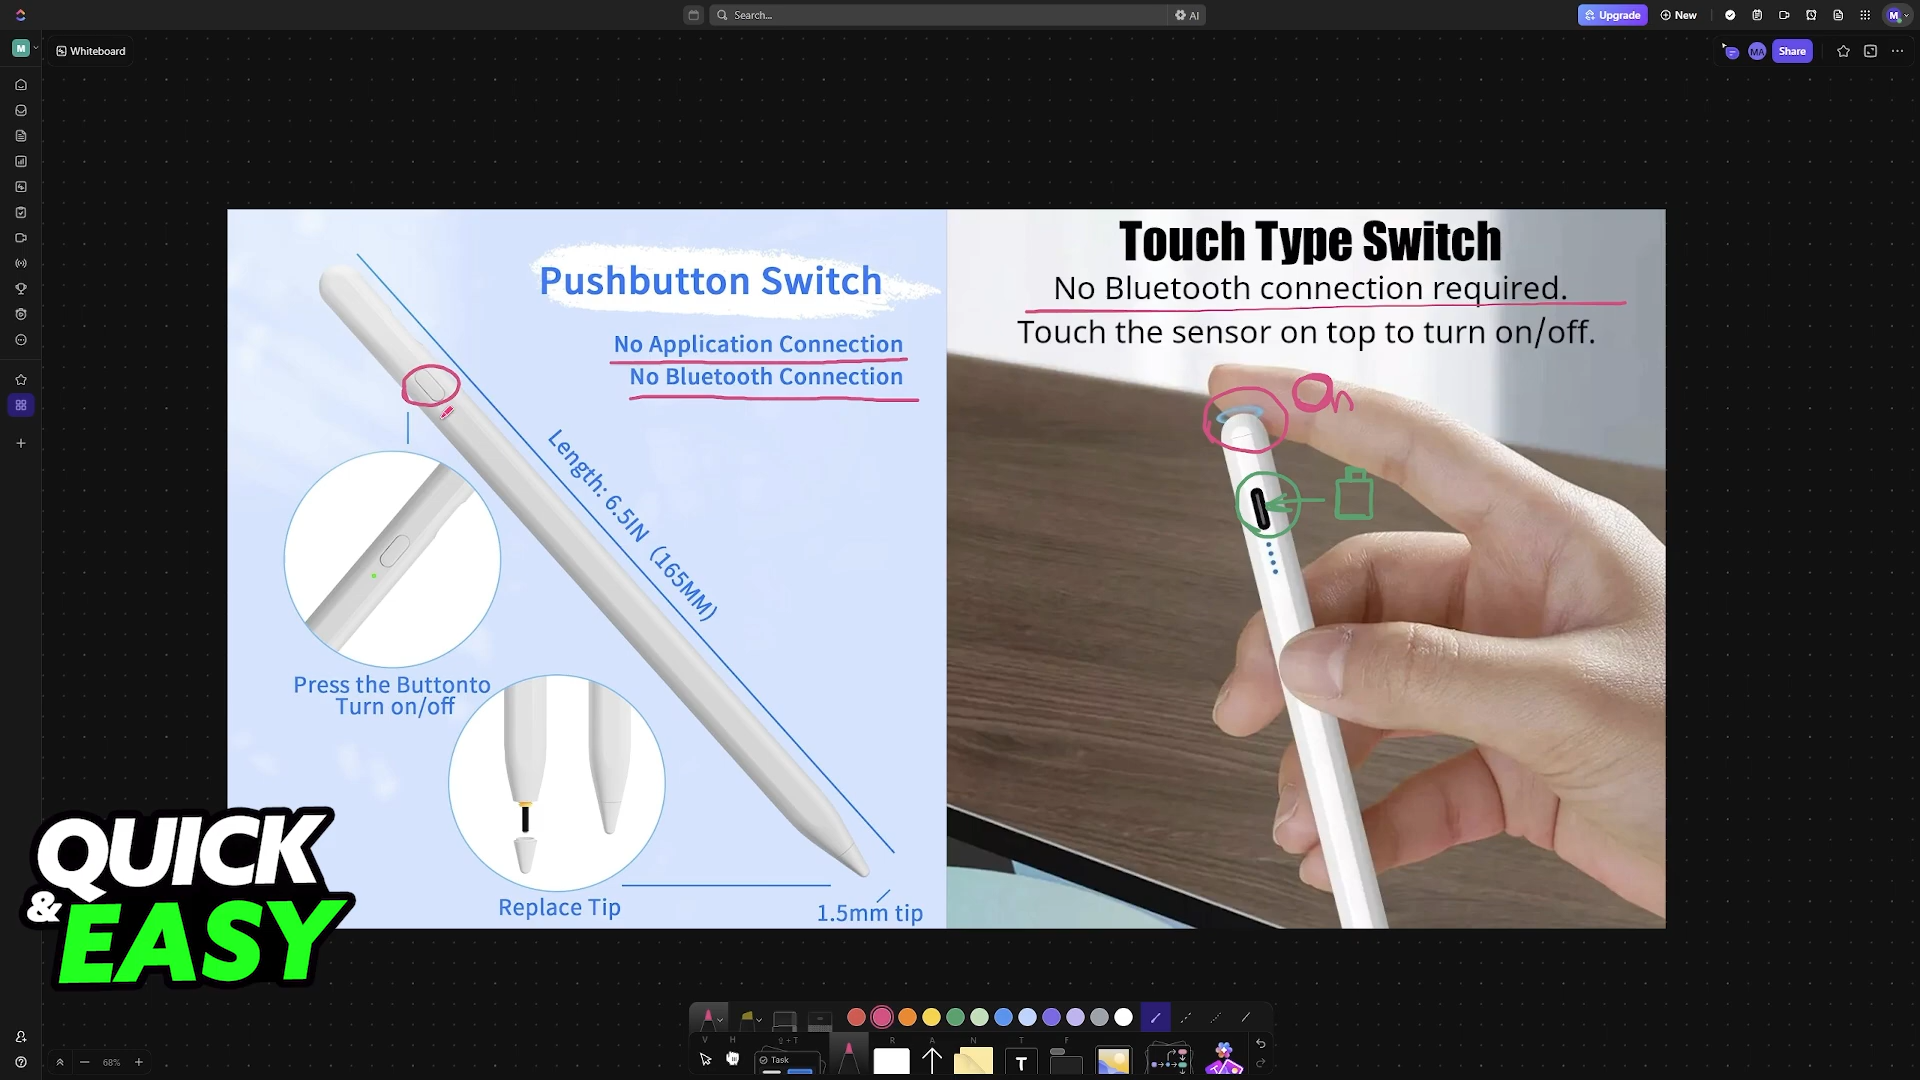 Search...
AI
Upgrade
New
M
M
Whiteboard
MA
Share
Pushbutton Switch
No Application Connection
No Bluetooth Connection
Length: 6.5IN (165MM)
Press the Buttonto
Turn on/off
Replace Tip
1.5mm tip
Touch Type Switch
No Bluetooth connection required.
Touch the sensor on top to turn on/off.
On
QUICK
& EASY
V
H
⇧ + T
R
A
N
T
F
Task
T
68%